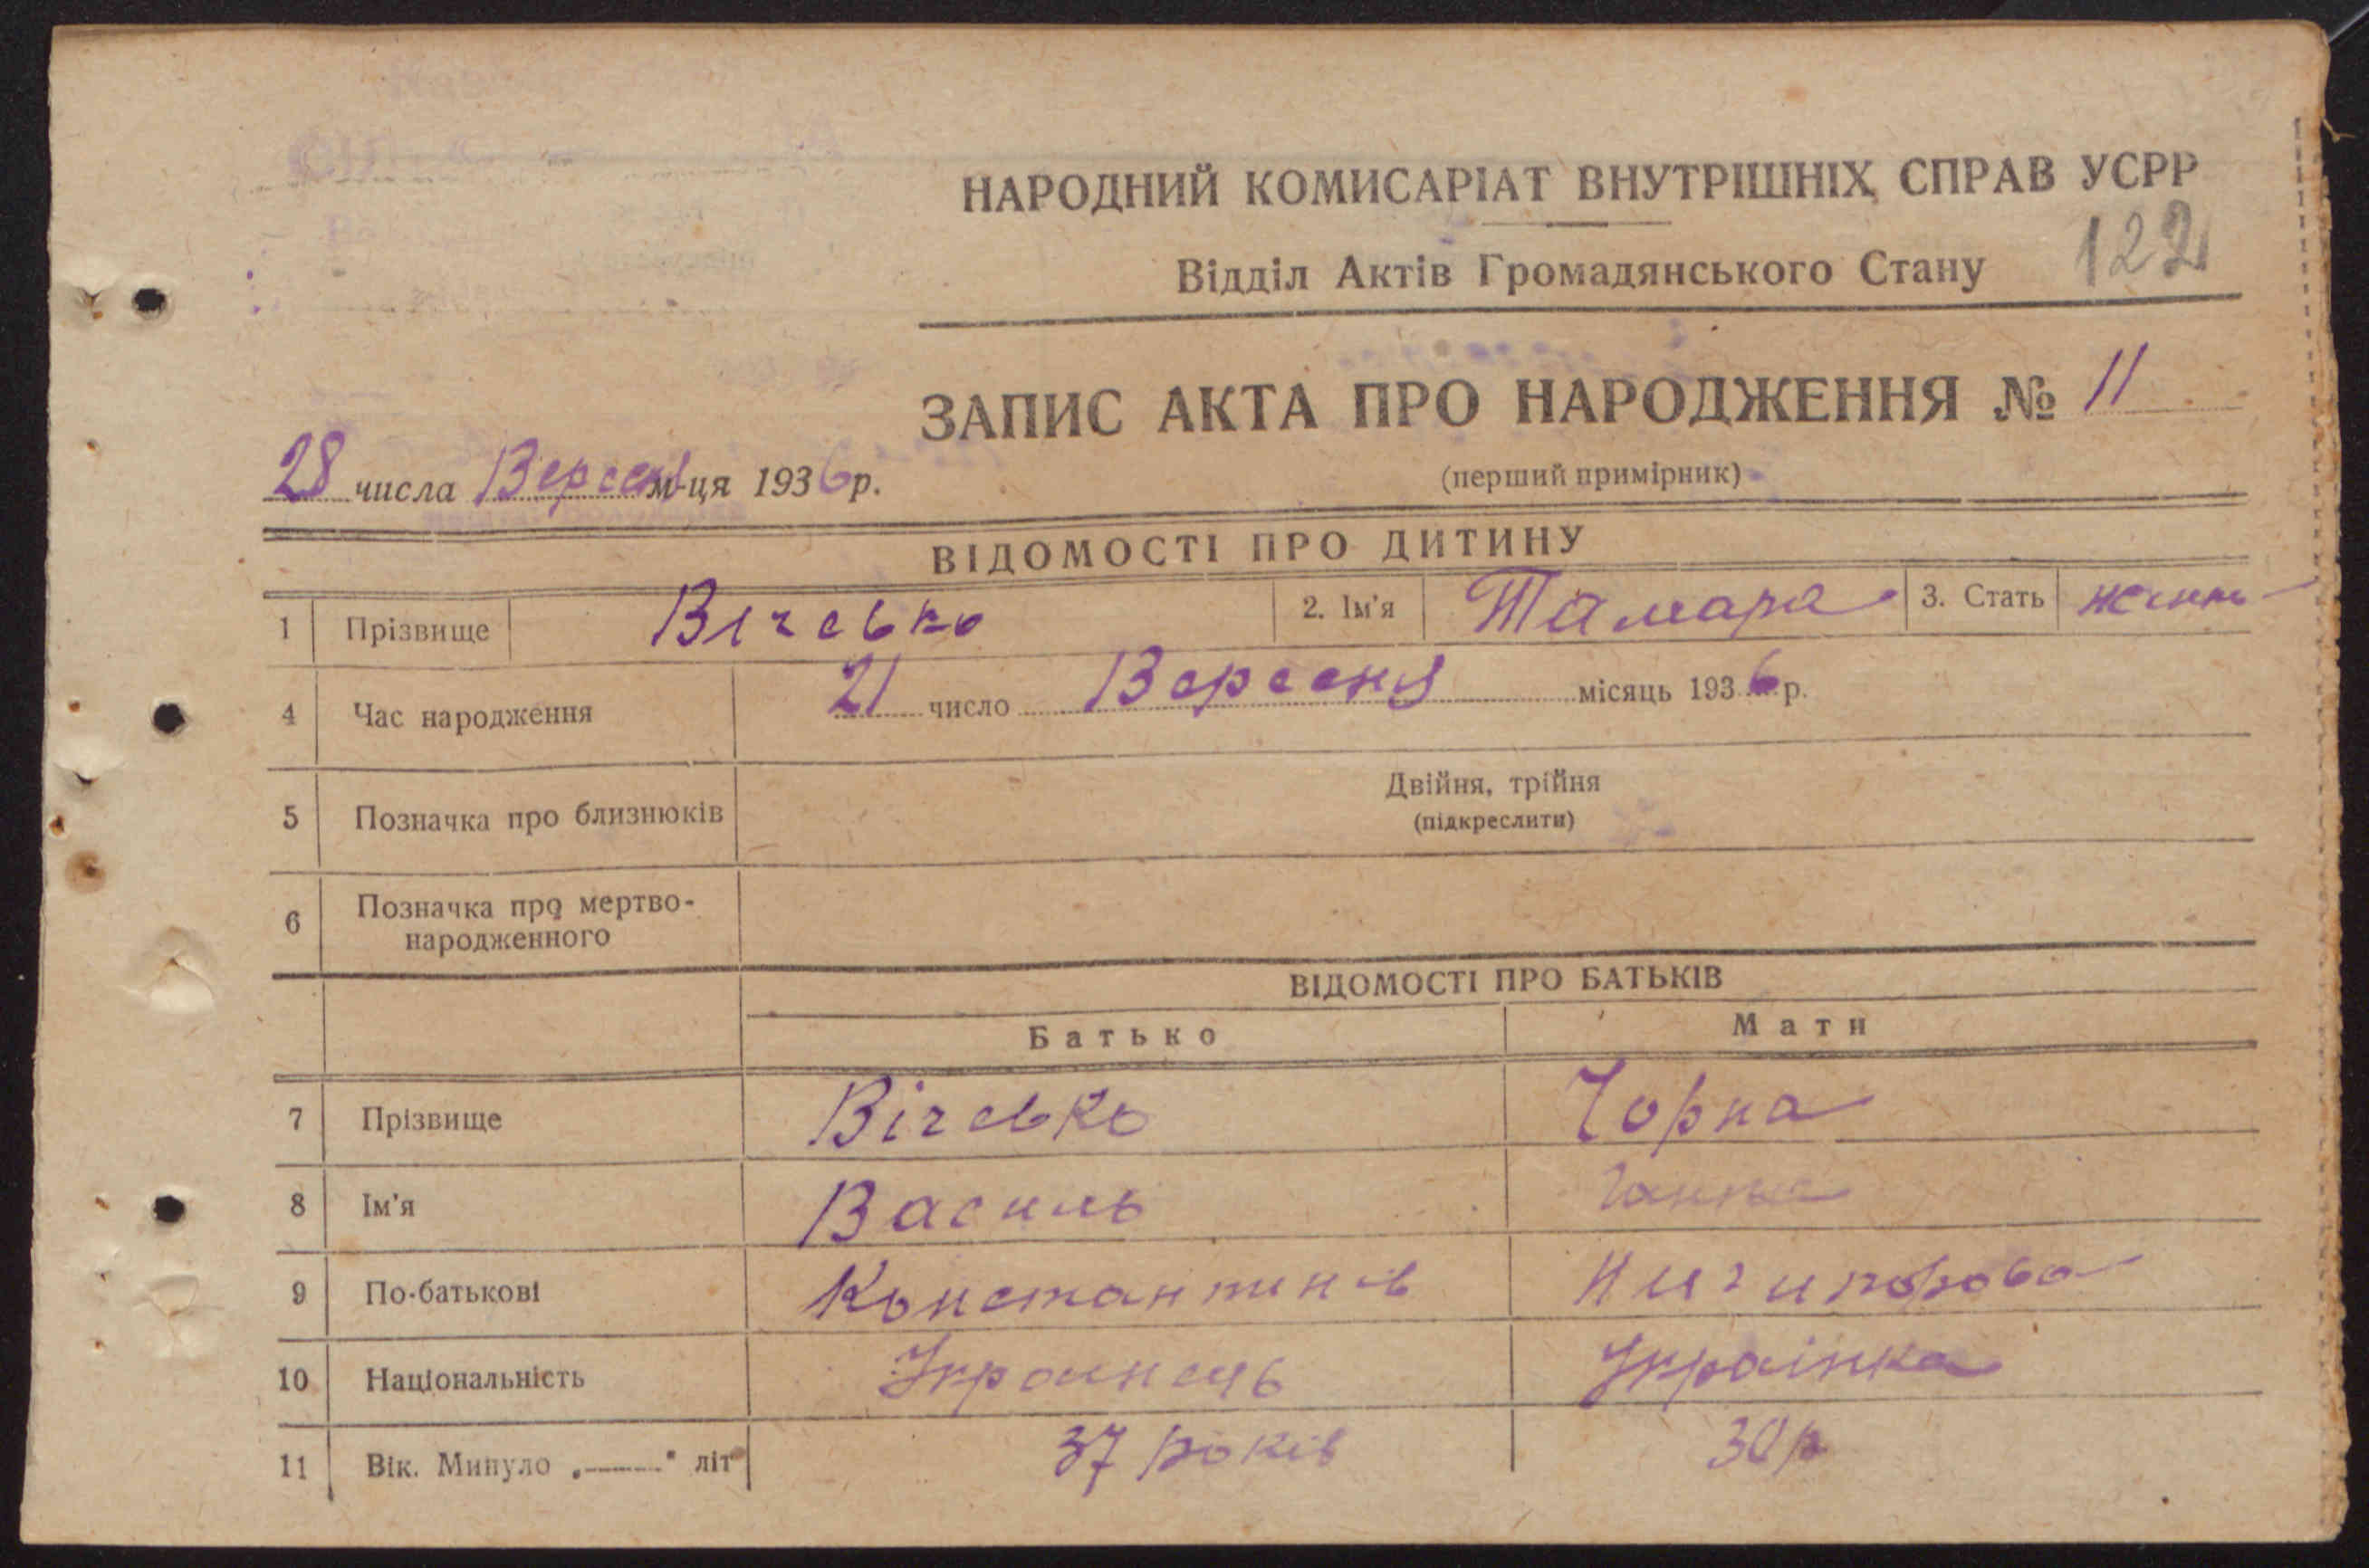 НАРОДНИЙ КОМИСАРІАТ ВНУТРІШНІХ СПРАВ УСРР
Відділ Актів Громадянського Стану 122
ЗАПИС АКТА ПРО НАРОДЖЕННЯ № 11
28 числа Вересня м-ця 1936 р.
(перший примірник)
ВІДОМОСТІ ПРО ДИТИНУ
1 Прізвище Вічсько 2. Ім'я Тамара 3. Стать жин
4 Час народження 21 число Вересня місяць 1936 р.
5 Позначка про близнюків Двійня, трійня
(підкреслити)
6 Позначка про мертво-
народженного
ВІДОМОСТІ ПРО БАТЬКІВ
Батько Мати
7 Прізвище Вічсько Чорна
8 Ім'я Василь Ганна
9 По-батькові Константинів Ничипорова
10 Національність Украинець Українка
11 Вік. Минуло „——" літ 37 років 30 р